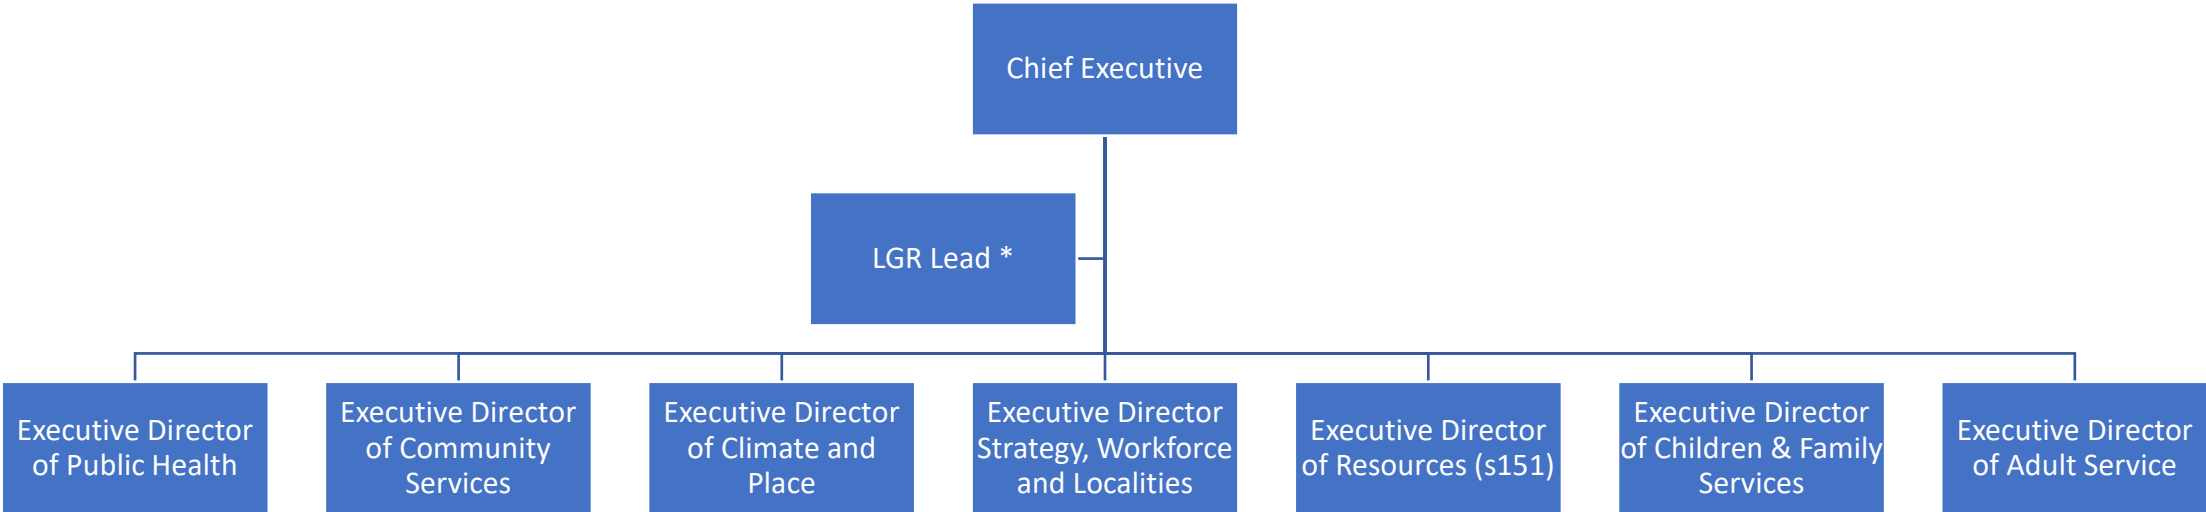 Chief Executive
LGR Lead *
Executive Director
of Public Health
Executive Director
of Community
Services
Executive Director
of Climate and
Place
Executive Director
Strategy, Workforce
and Localities
Executive Director
of Resources (s151)
Executive Director
of Children & Family
Services
Executive Director
of Adult Service